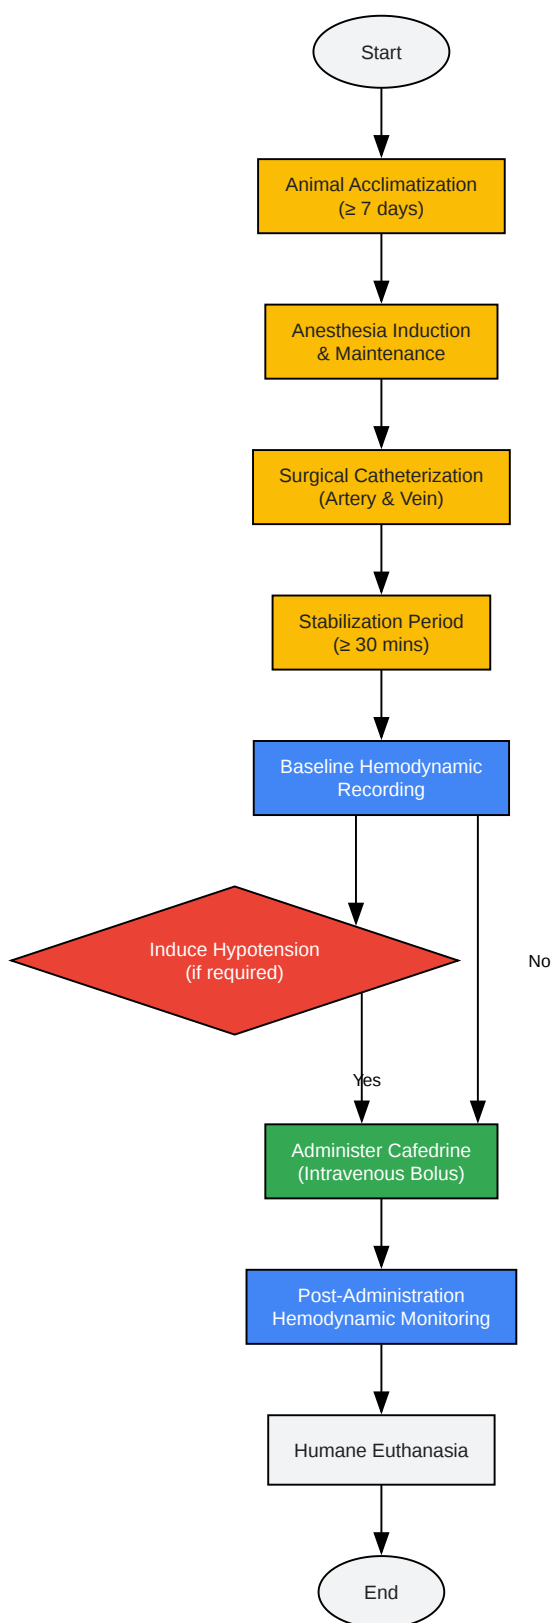 Start
Animal Acclimatization
(≥ 7 days)
Anesthesia Induction
& Maintenance
Surgical Catheterization
(Artery & Vein)
Stabilization Period
(≥ 30 mins)
Baseline Hemodynamic
Recording
Induce Hypotension
(if required)
No
Yes
Administer Cafedrine
(Intravenous Bolus)
Post-Administration
Hemodynamic Monitoring
Humane Euthanasia
End